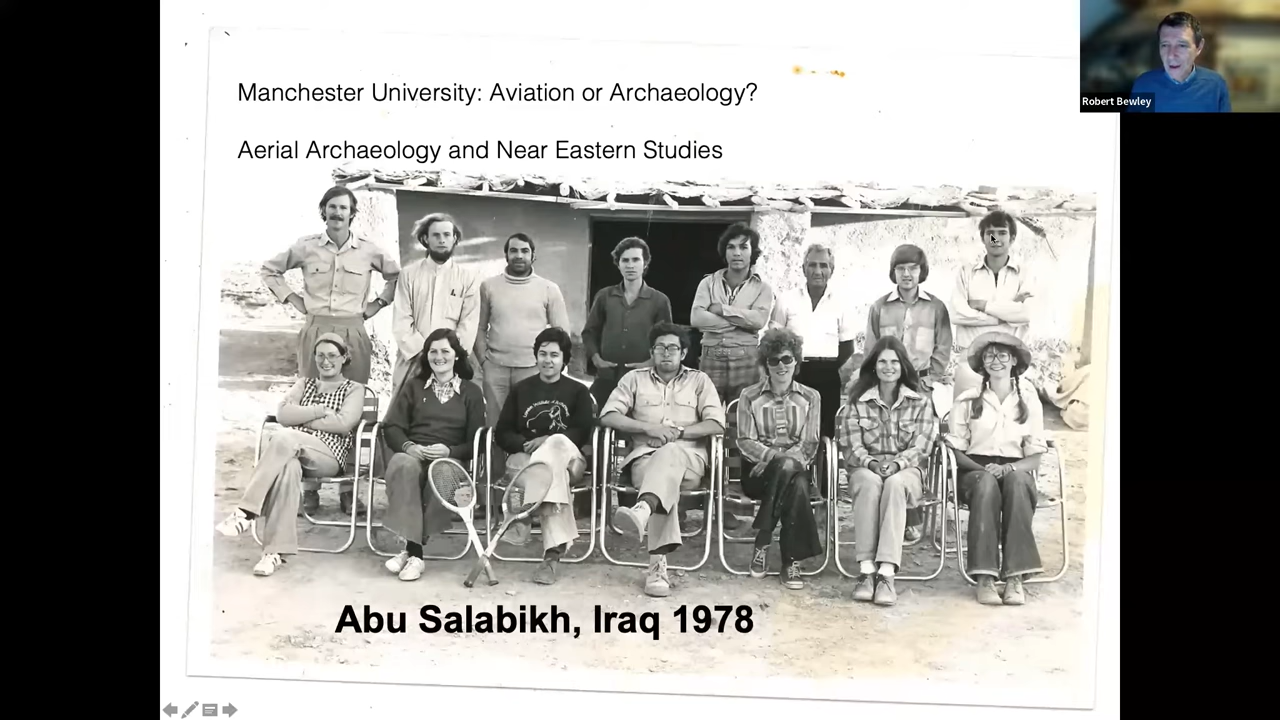 Manchester University: Aviation or Archaeology?
Aerial Archaeology and Near Eastern Studies
Robert Bewley
Abu Salabikh, Iraq 1978